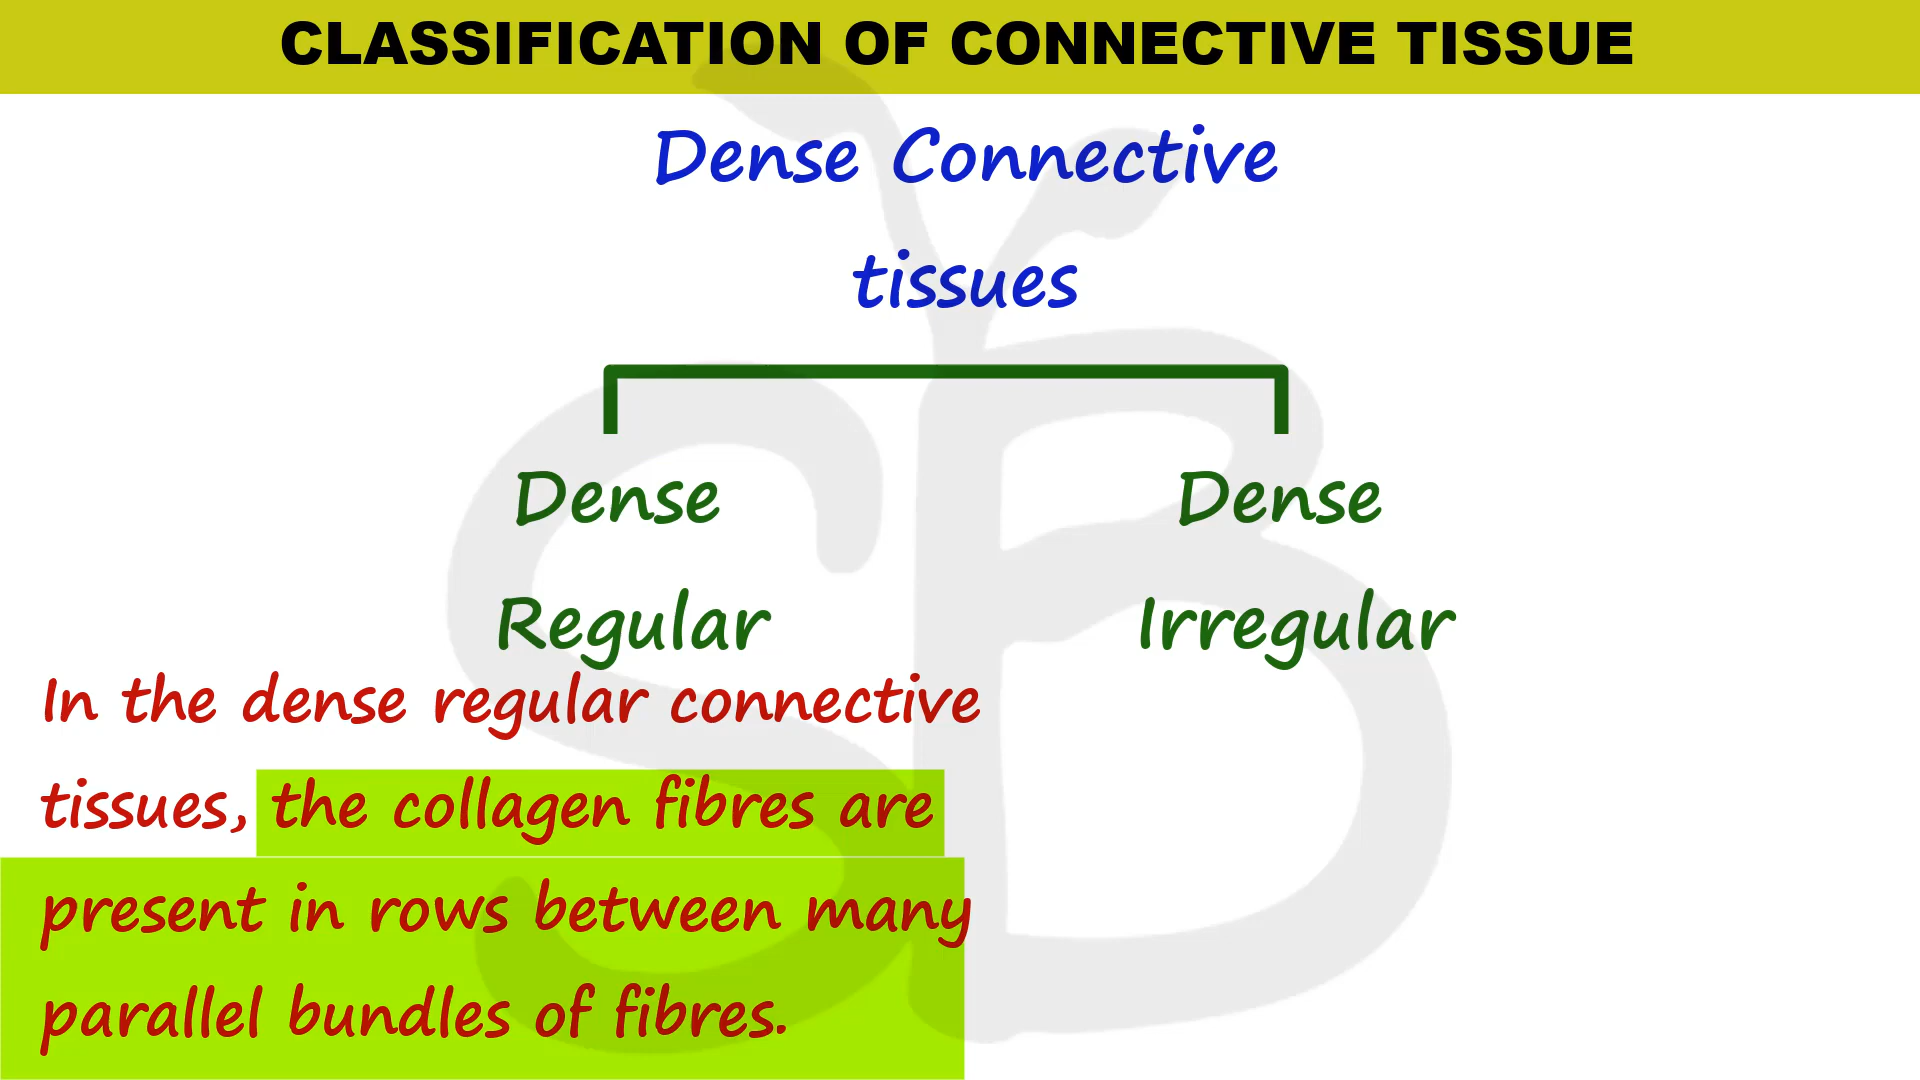 CLASSIFICATION OF CONNECTIVE TISSUE
Dense Connective
tissues
Dense
Regular
Dense
Irregular
In the dense regular connective
tissues, the collagen fibres are
present in rows between many
parallel bundles of fibres.
SB